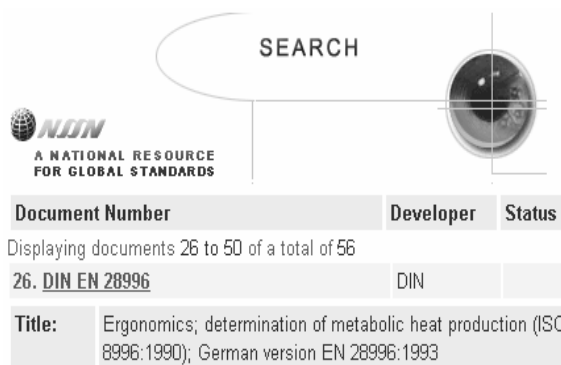 SEARCH
NSSN
A NATIONAL RESOURCE
FOR GLOBAL STANDARDS
Document Number Developer Status
Displaying documents 26 to 50 of a total of 56
26. DIN EN 28996 DIN
Title: Ergonomics; determination of metabolic heat production (ISO
8996:1990); German version EN 28996:1993